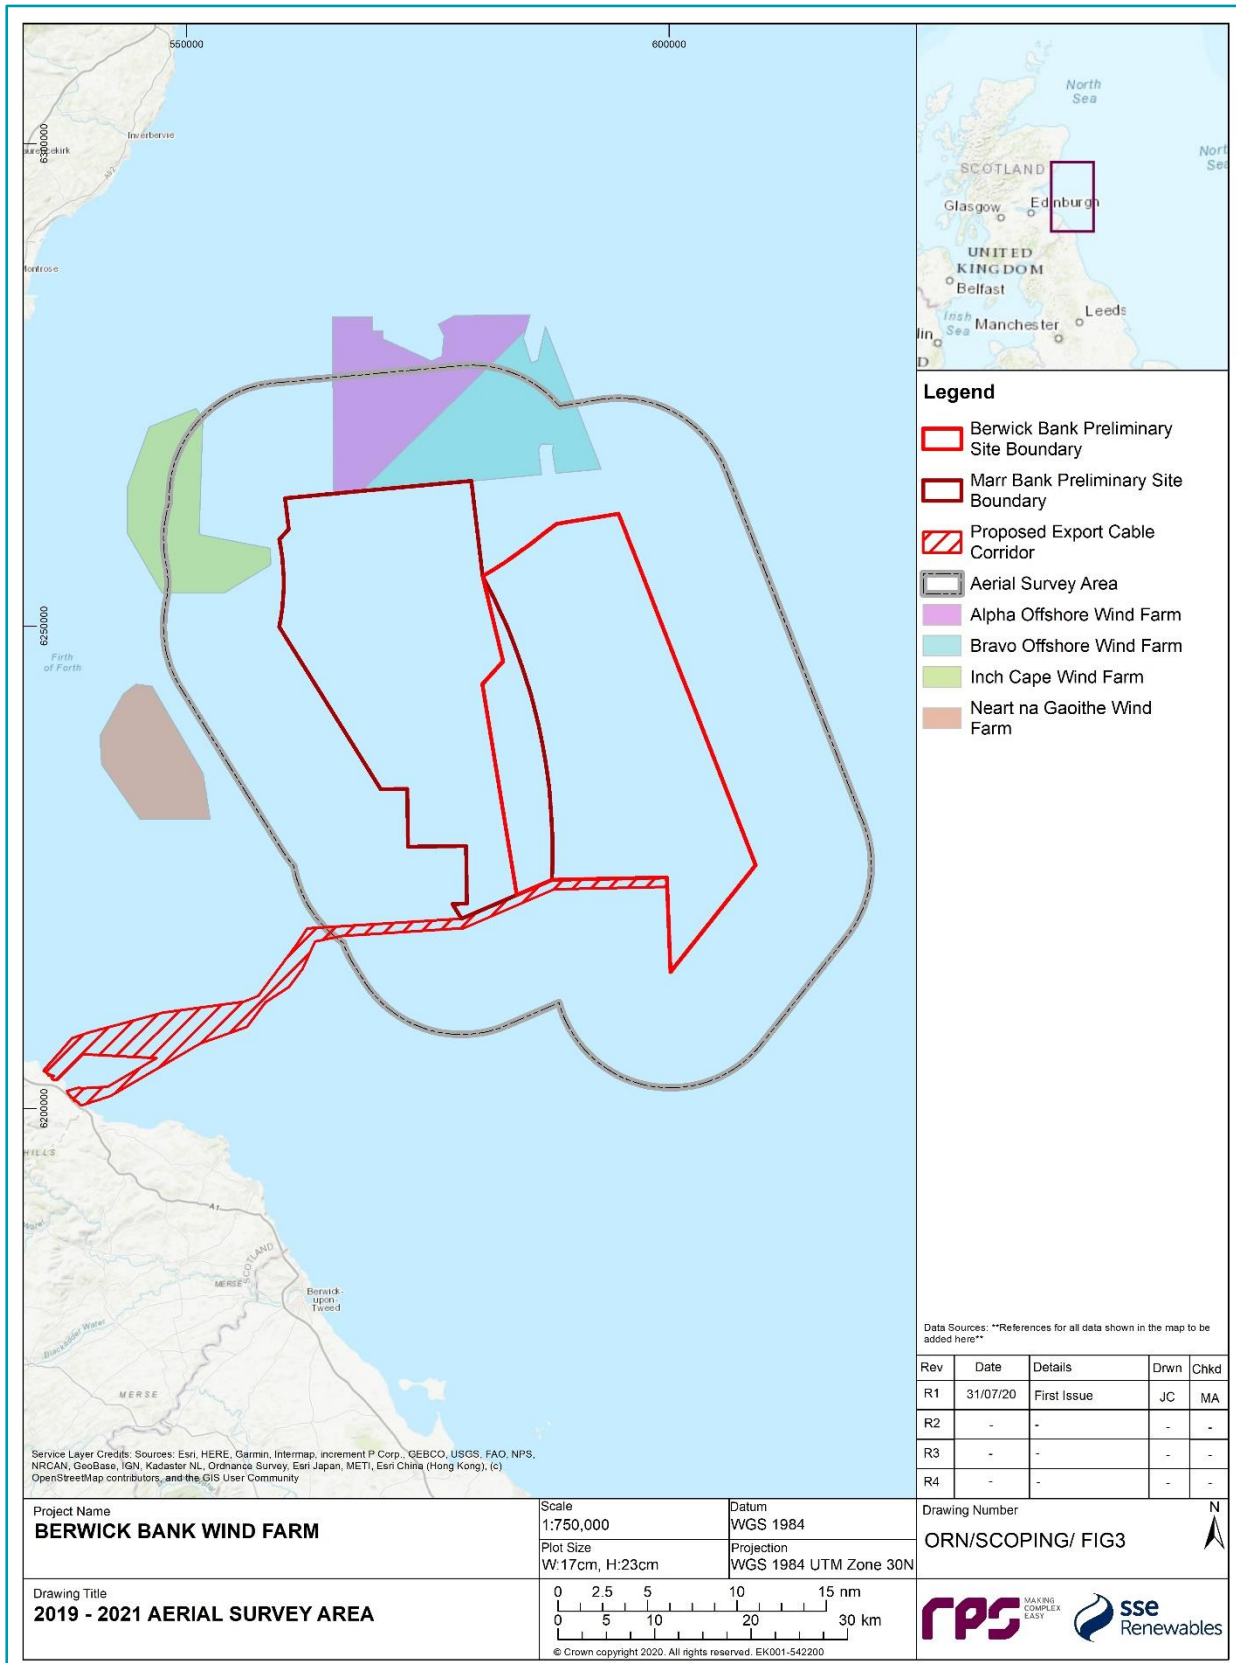 550000
600000
6300000
6250000
6200000
Inverbervie
A92
Montrose
Firth
of Forth
HILLS
A1
MERSE
SCOTLAND
Berwick-
upon-
Tweed
Blackadder Water
MERSE
North
Sea
SCOTLAND
Glasgow
Edinburgh
UNITED
KINGDOM
Belfast
Irish
Sea
Manchester
Leeds
Legend
Berwick Bank Preliminary
Site Boundary
Marr Bank Preliminary Site
Boundary
Proposed Export Cable
Corridor
Aerial Survey Area
Alpha Offshore Wind Farm
Bravo Offshore Wind Farm
Inch Cape Wind Farm
Neart na Gaoithe Wind
Farm
Data Sources: **References for all data shown in the map to be
added here**
Rev Date Details Drwn Chkd
R1 31/07/20 First Issue JC MA
R2 - - - -
R3 - - - -
R4 - - - -
Service Layer Credits: Sources: Esri, HERE, Garmin, Intermap, increment P Corp., GEBCO, USGS, FAO, NPS,
NRCAN, GeoBase, IGN, Kadaster NL, Ordnance Survey, Esri Japan, METI, Esri China (Hong Kong), (c)
OpenStreetMap contributors, and the GIS User Community
Project Name
BERWICK BANK WIND FARM
Scale
1:750,000
Datum
WGS 1984
Plot Size
W:17cm, H:23cm
Projection
WGS 1984 UTM Zone 30N
Drawing Number
ORN/SCOPING/ FIG3
N
Drawing Title
2019 - 2021 AERIAL SURVEY AREA
0 2.5 5 10 15 nm
0 5 10 20 30 km
© Crown copyright 2020. All rights reserved. EK001-542200
rps
MAKING
COMPLEX
EASY
sse
Renewables